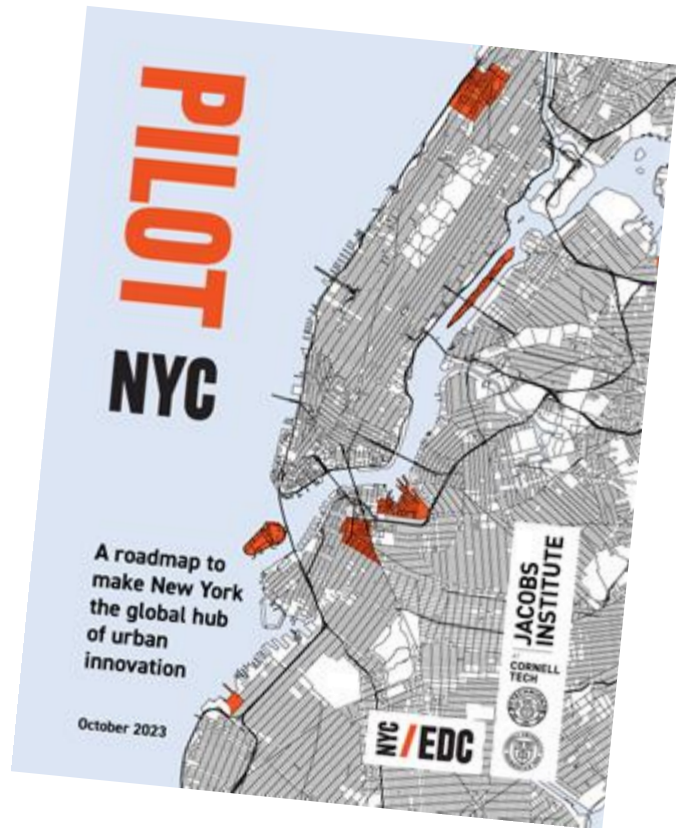 PILOT
NYC
A roadmap to
make New York
the global hub
of urban
innovation
October 2023
NYC / EDC
JACOBS
INSTITUTE
AT
CORNELL
TECH